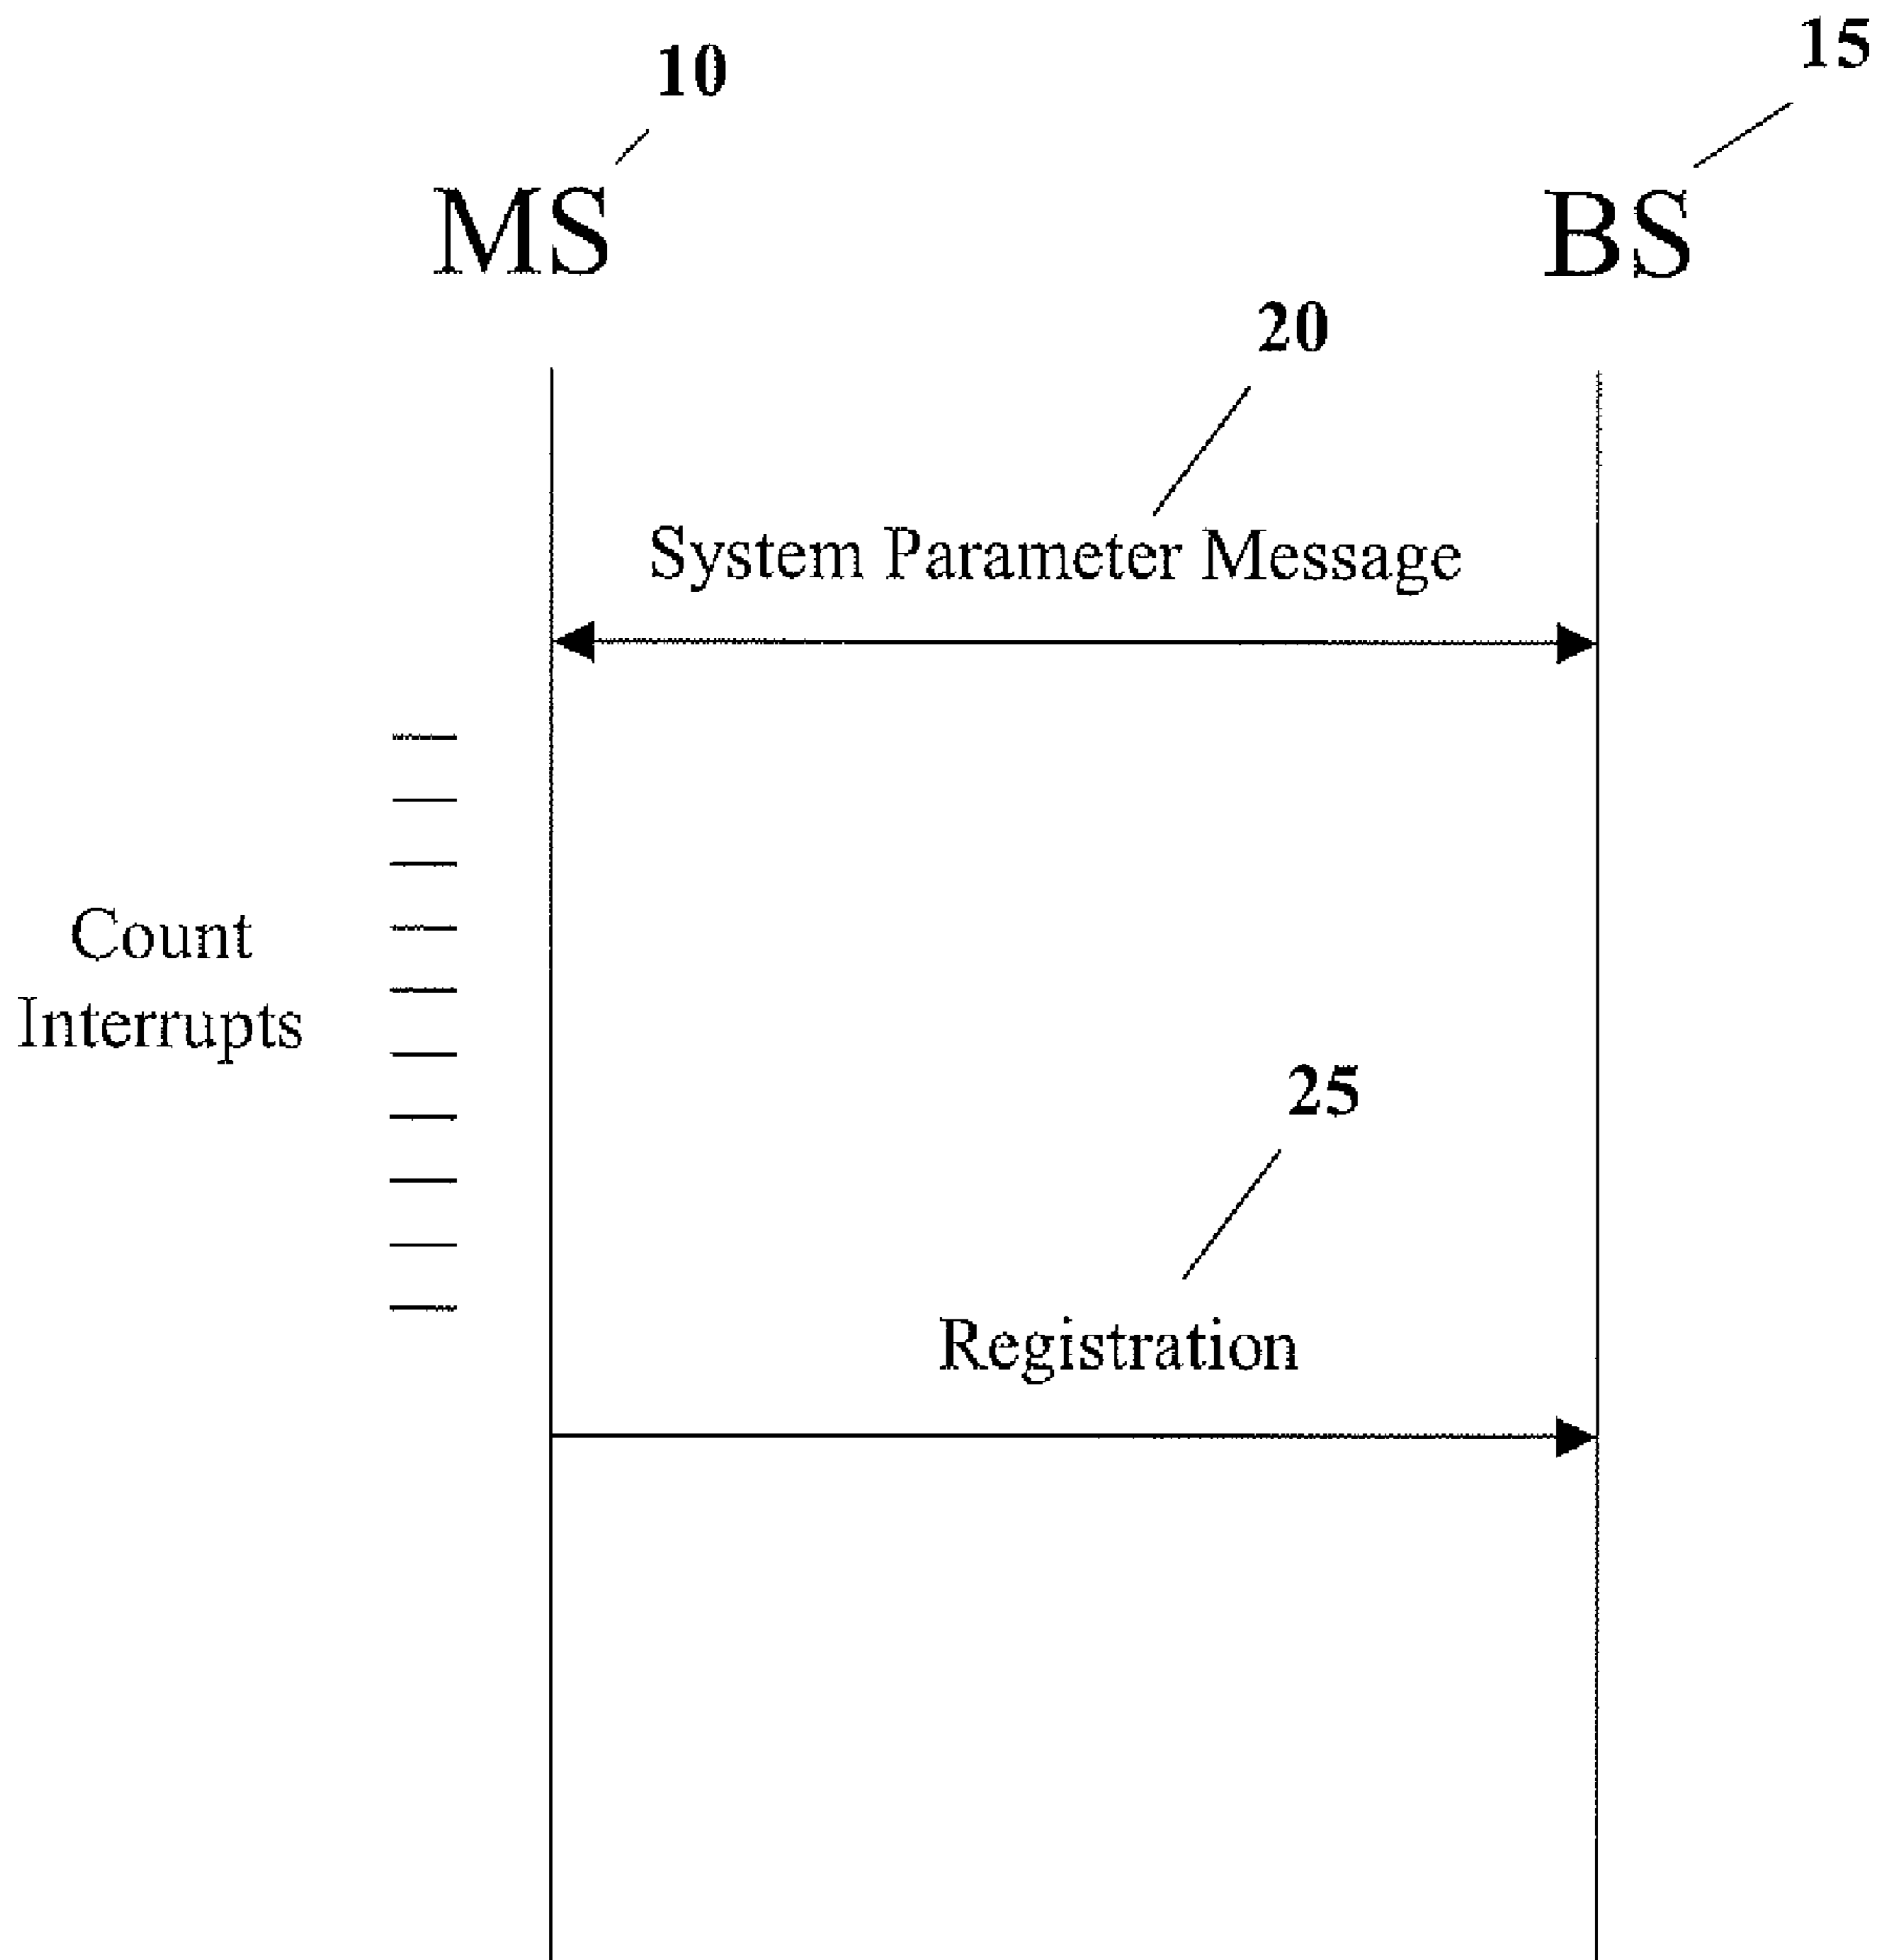 10
15
MS
BS
20
System Parameter Message
Count
Interrupts
25
Registration